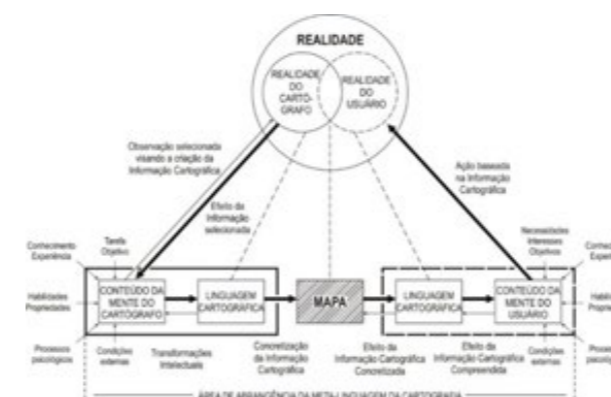 REALIDADE
REALIDADE
DO
CARTÓ-
GRAFO
REALIDADE
DO
USUÁRIO
Observação selecionada
visando a criação da
Informação Cartográfica
Efeito da
Informação
selecionada
Ação baseada
na Informação
Cartográfica
Conhecimento
Experiência
Tarefa
Objetivo
Habilidades
Propriedades
Processos
psicológicos
Condições
externas
CONTEÚDO DA
MENTE DO
CARTÓGRAFO
LINGUAGEM
CARTOGRÁFICA
MAPA
LINGUAGEM
CARTOGRÁFICA
CONTEÚDO DA
MENTE DO
USUÁRIO
Necessidades
Interesses
Objetivos
Transformações
Intelectuais
Concretização
da Informação
Cartográfica
Efeito da
Informação Cartográfica
Concretizada
Efeito da
Informação Cartográfica
Compreendida
Condições
externas